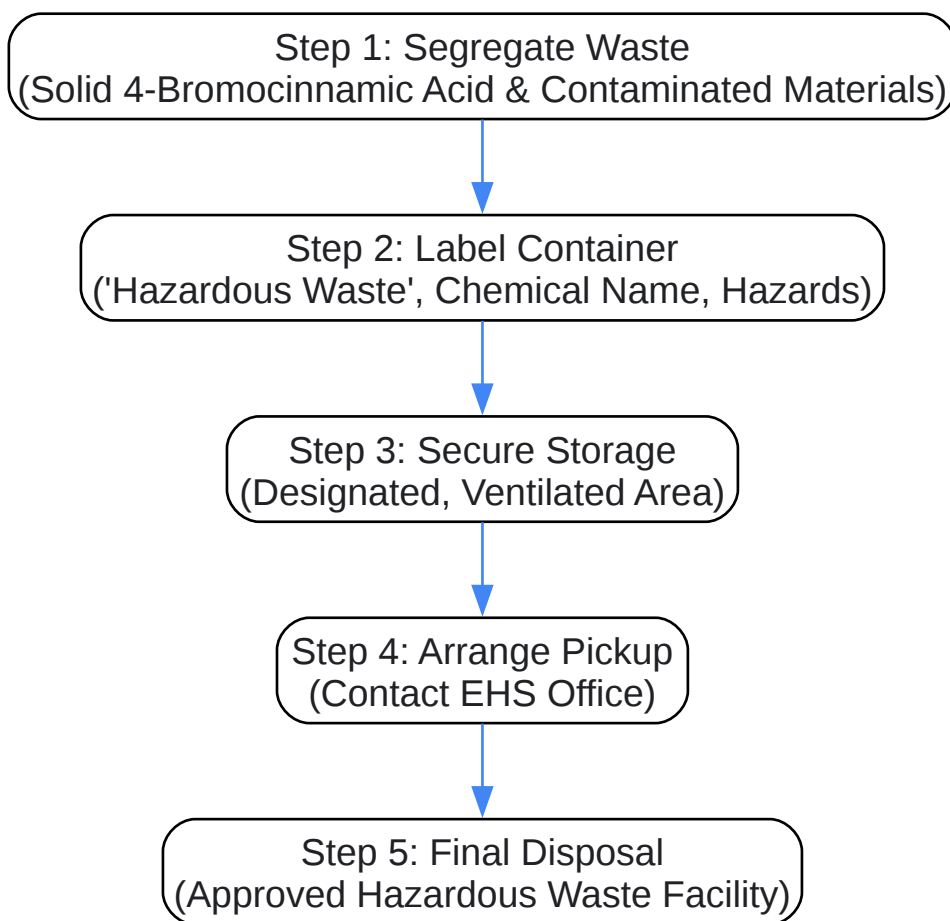 Step 1: Segregate Waste
(Solid 4-Bromocinnamic Acid & Contaminated Materials)
Step 2: Label Container
('Hazardous Waste', Chemical Name, Hazards)
Step 3: Secure Storage
(Designated, Ventilated Area)
Step 4: Arrange Pickup
(Contact EHS Office)
Step 5: Final Disposal
(Approved Hazardous Waste Facility)